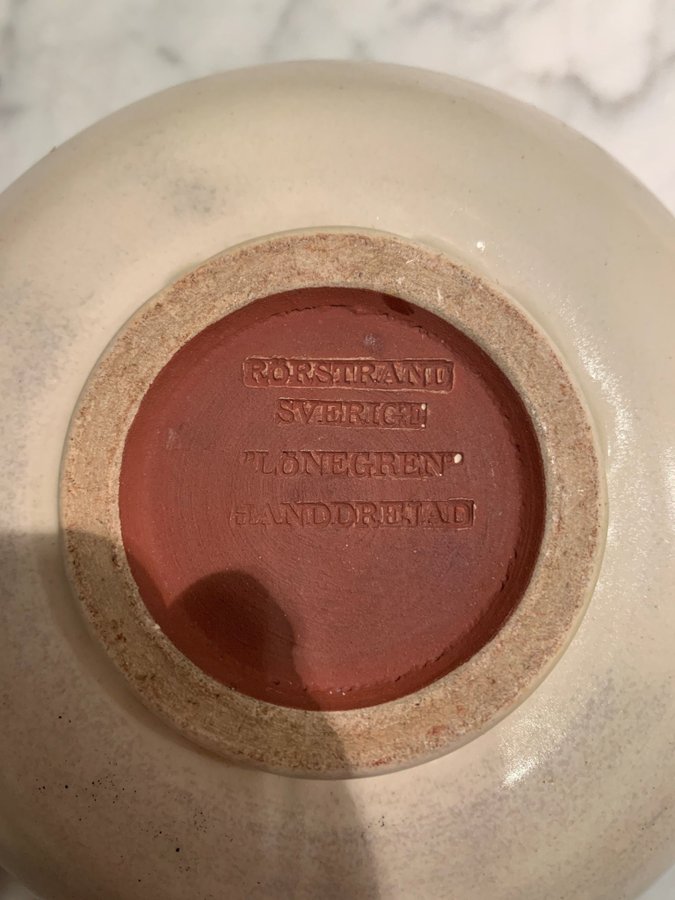 RÖRSTRAND
SVERIGE
"LÖNEGREN"
HANDDREJAD